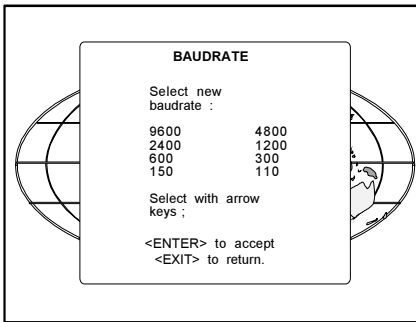 BAUDRATE
Select new
baudrate :
9600 4800
2400 1200
600 300
150 110
Select with arrow
keys ;
<ENTER> to accept
<EXIT> to return.